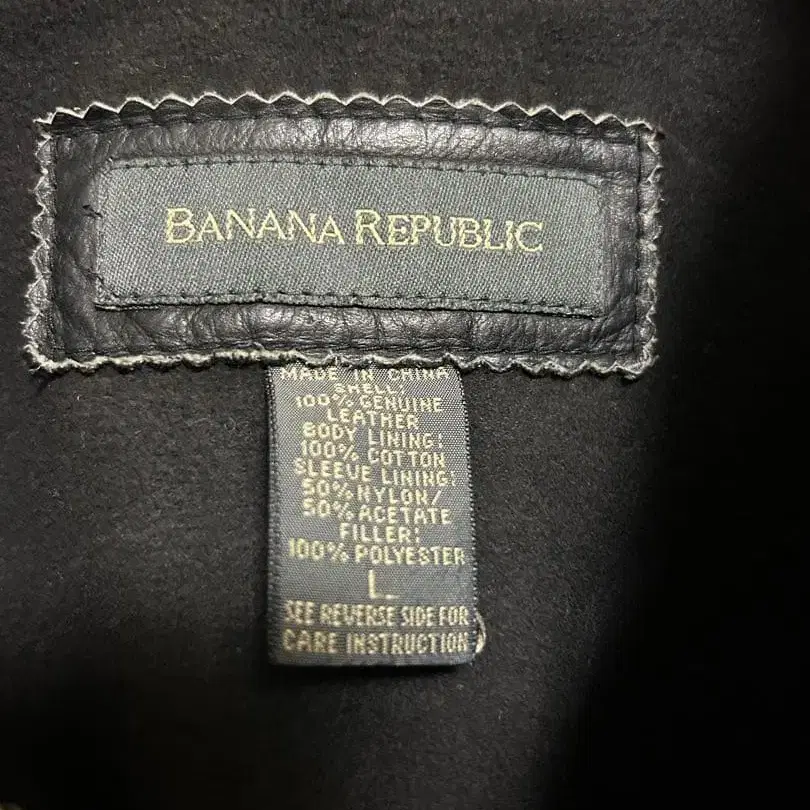 BANANA REPUBLIC
MADE IN CHINA
SHELL:
100% GENUINE
LEATHER
BODY LINING:
100% COTTON
SLEEVE LINING:
50% NYLON/
50% ACETATE
FILLER:
100% POLYESTER
L
SEE REVERSE SIDE FOR
CARE INSTRUCTION